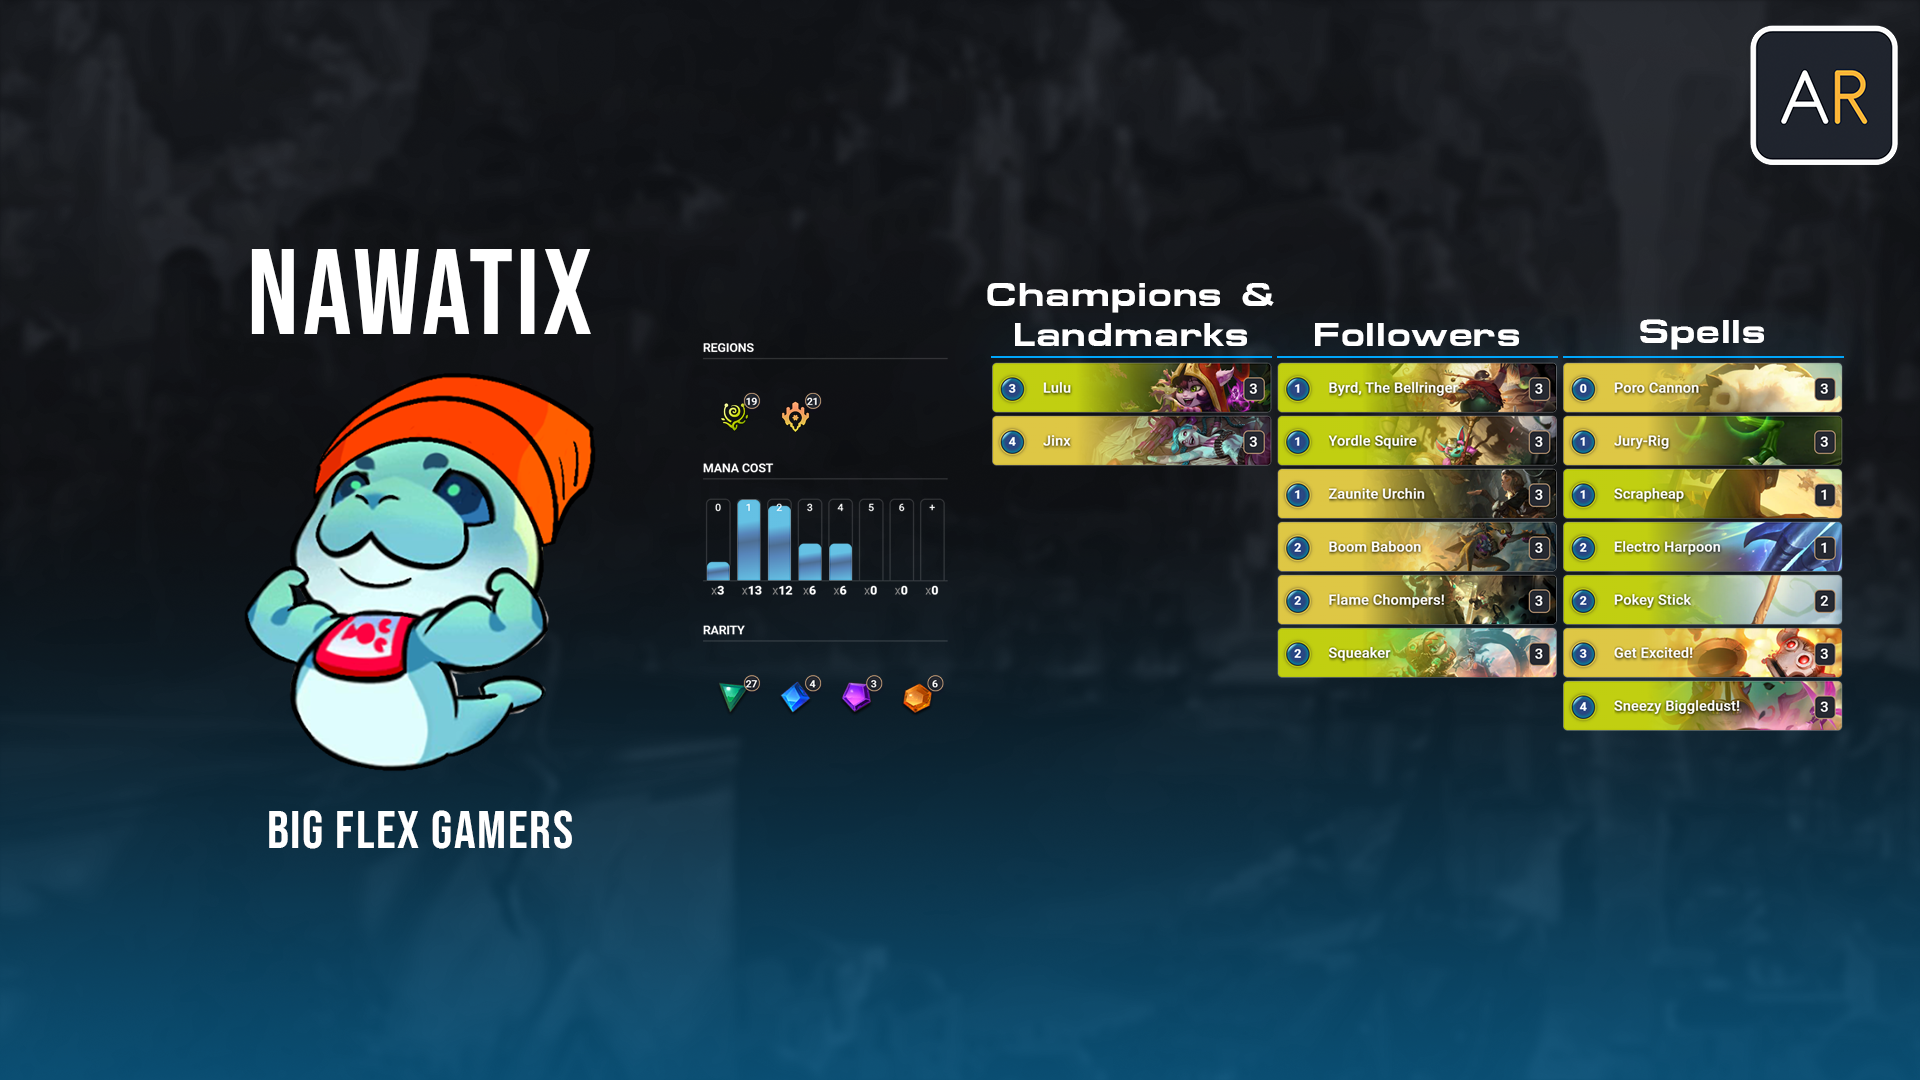 AR
NAWATIX
BIG FLEX GAMERS
REGIONS
19 21
MANA COST
0 1 2 3 4 5 6 +
x3 x13 x12 x6 x6 x0 x0 x0
RARITY
27 4 3 6
Champions &
Landmarks
3 Lulu 3
4 Jinx 3
Followers
1 Byrd, The Bellringer 3
1 Yordle Squire 3
1 Zaunite Urchin 3
2 Boom Baboon 3
2 Flame Chompers! 3
2 Squeaker 3
Spells
0 Poro Cannon 3
1 Jury-Rig 3
1 Scrapheap 1
2 Electro Harpoon 1
2 Pokey Stick 2
3 Get Excited! 3
4 Sneezy Biggledust! 3